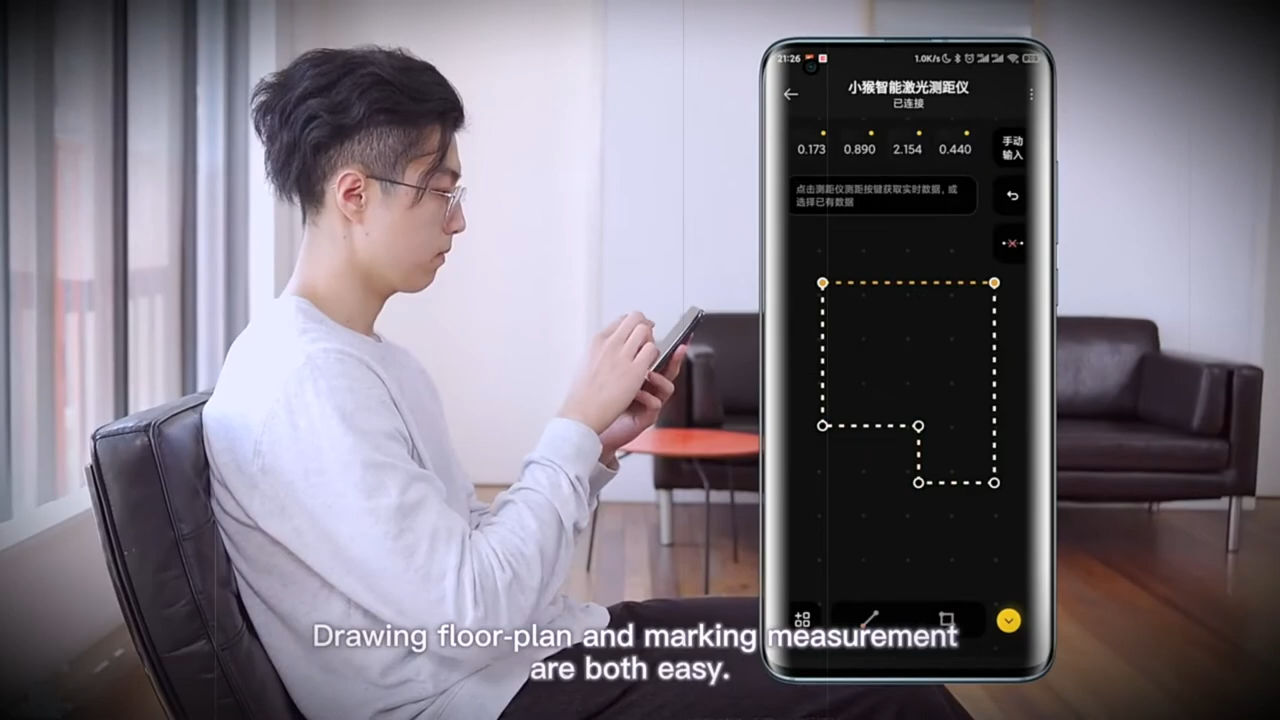 21:26
1.0K/s
小猴智能激光测距仪
已连接
0.173 0.890 2.154 0.440
手动
输入
点击测距仪测距按键获取实时数据，或
选择已有数据
Drawing floor-plan and marking measurement
are both easy.